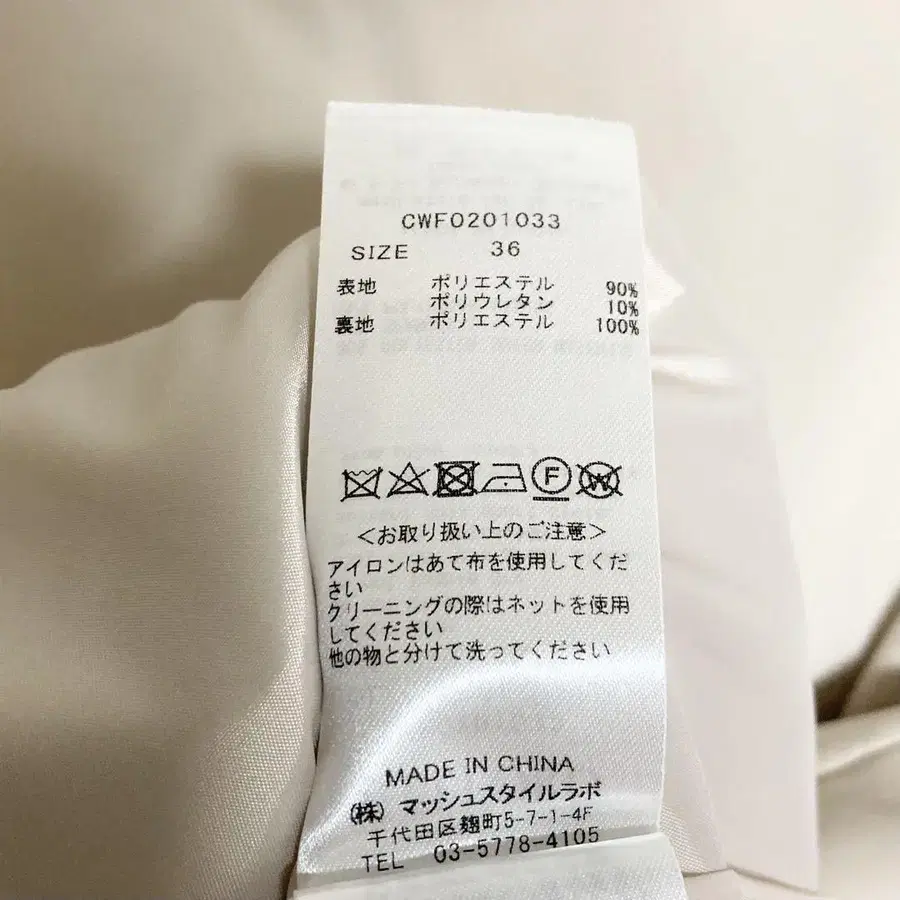 CWF0201033
SIZE 36
表地 ポリエステル 90%
ポリウレタン 10%
裏地 ポリエステル 100%
F
W
<お取り扱い上のご注意>
アイロンはあて布を使用してくだ
さい
クリーニングの際はネットを使用
してください
他の物と分けて洗ってください
MADE IN CHINA
(株) マッシュスタイルラボ
千代田区麹町5-7-1-4F
TEL 03-5778-4105